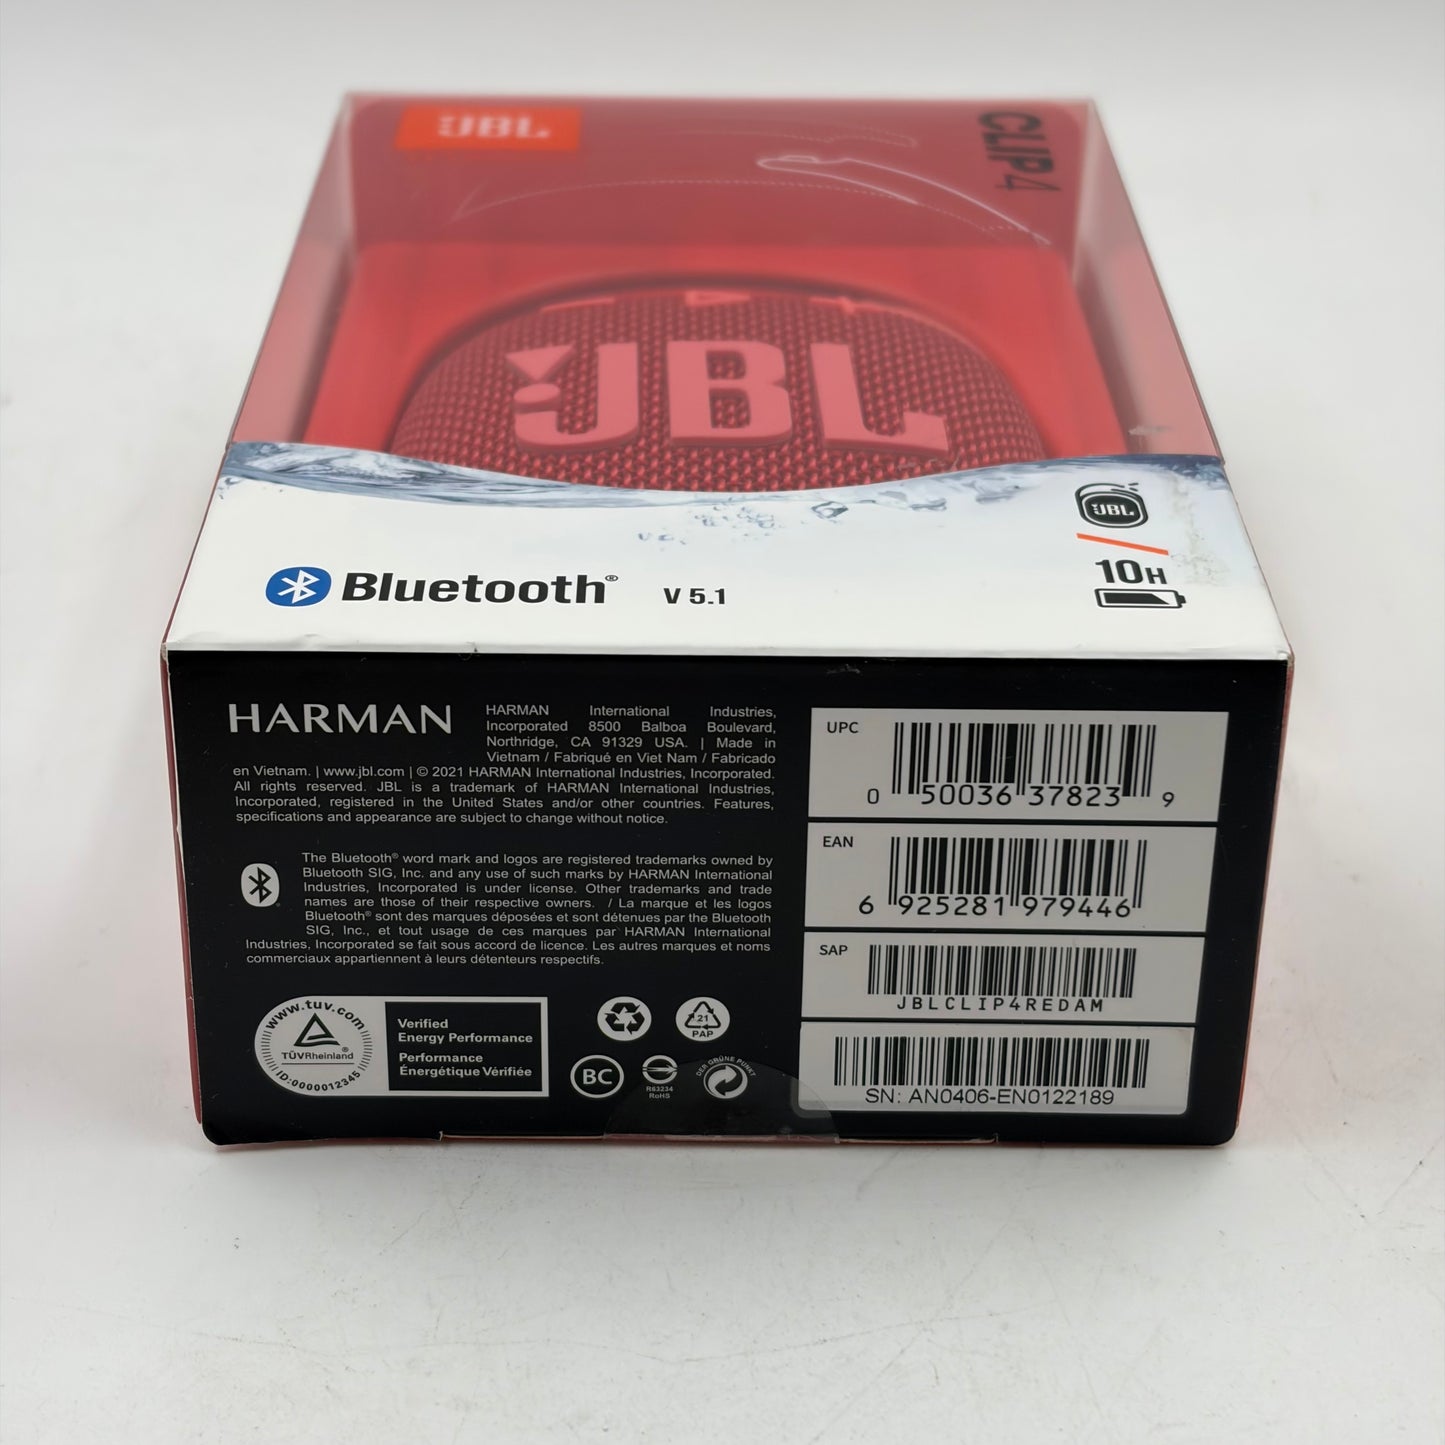 JBL
CLIP4
JBL
JBL
10H
Bluetooth® V 5.1
HARMAN
HARMAN International Industries,
Incorporated 8500 Balboa Boulevard,
Northridge, CA 91329 USA. | Made in
Vietnam / Fabriqué en Viet Nam / Fabricado
en Vietnam. | www.jbl.com | © 2021 HARMAN International Industries, Incorporated.
All rights reserved. JBL is a trademark of HARMAN International Industries,
Incorporated, registered in the United States and/or other countries. Features,
specifications and appearance are subject to change without notice.
The Bluetooth® word mark and logos are registered trademarks owned by
Bluetooth SIG, Inc. and any use of such marks by HARMAN International
Industries, Incorporated is under license. Other trademarks and trade
names are those of their respective owners. / La marque et les logos
Bluetooth® sont des marques déposées et sont détenues par the Bluetooth
SIG, Inc., et tout usage de ces marques par HARMAN International
Industries, Incorporated se fait sous accord de licence. Les autres marques et noms
commerciaux appartiennent à leurs détenteurs respectifs.
www.tuv.com
TÜVRheinland®
ID:0000012345
Verified
Energy Performance
Performance
Énergétique Vérifiée
21
PAP
BC
R63234
RoHS
DER GRÜNE PUNKT
UPC
0 50036 37823 9
EAN
6 925281 979446
SAP
JBLCLIP4REDAM
SN: AN0406-EN0122189